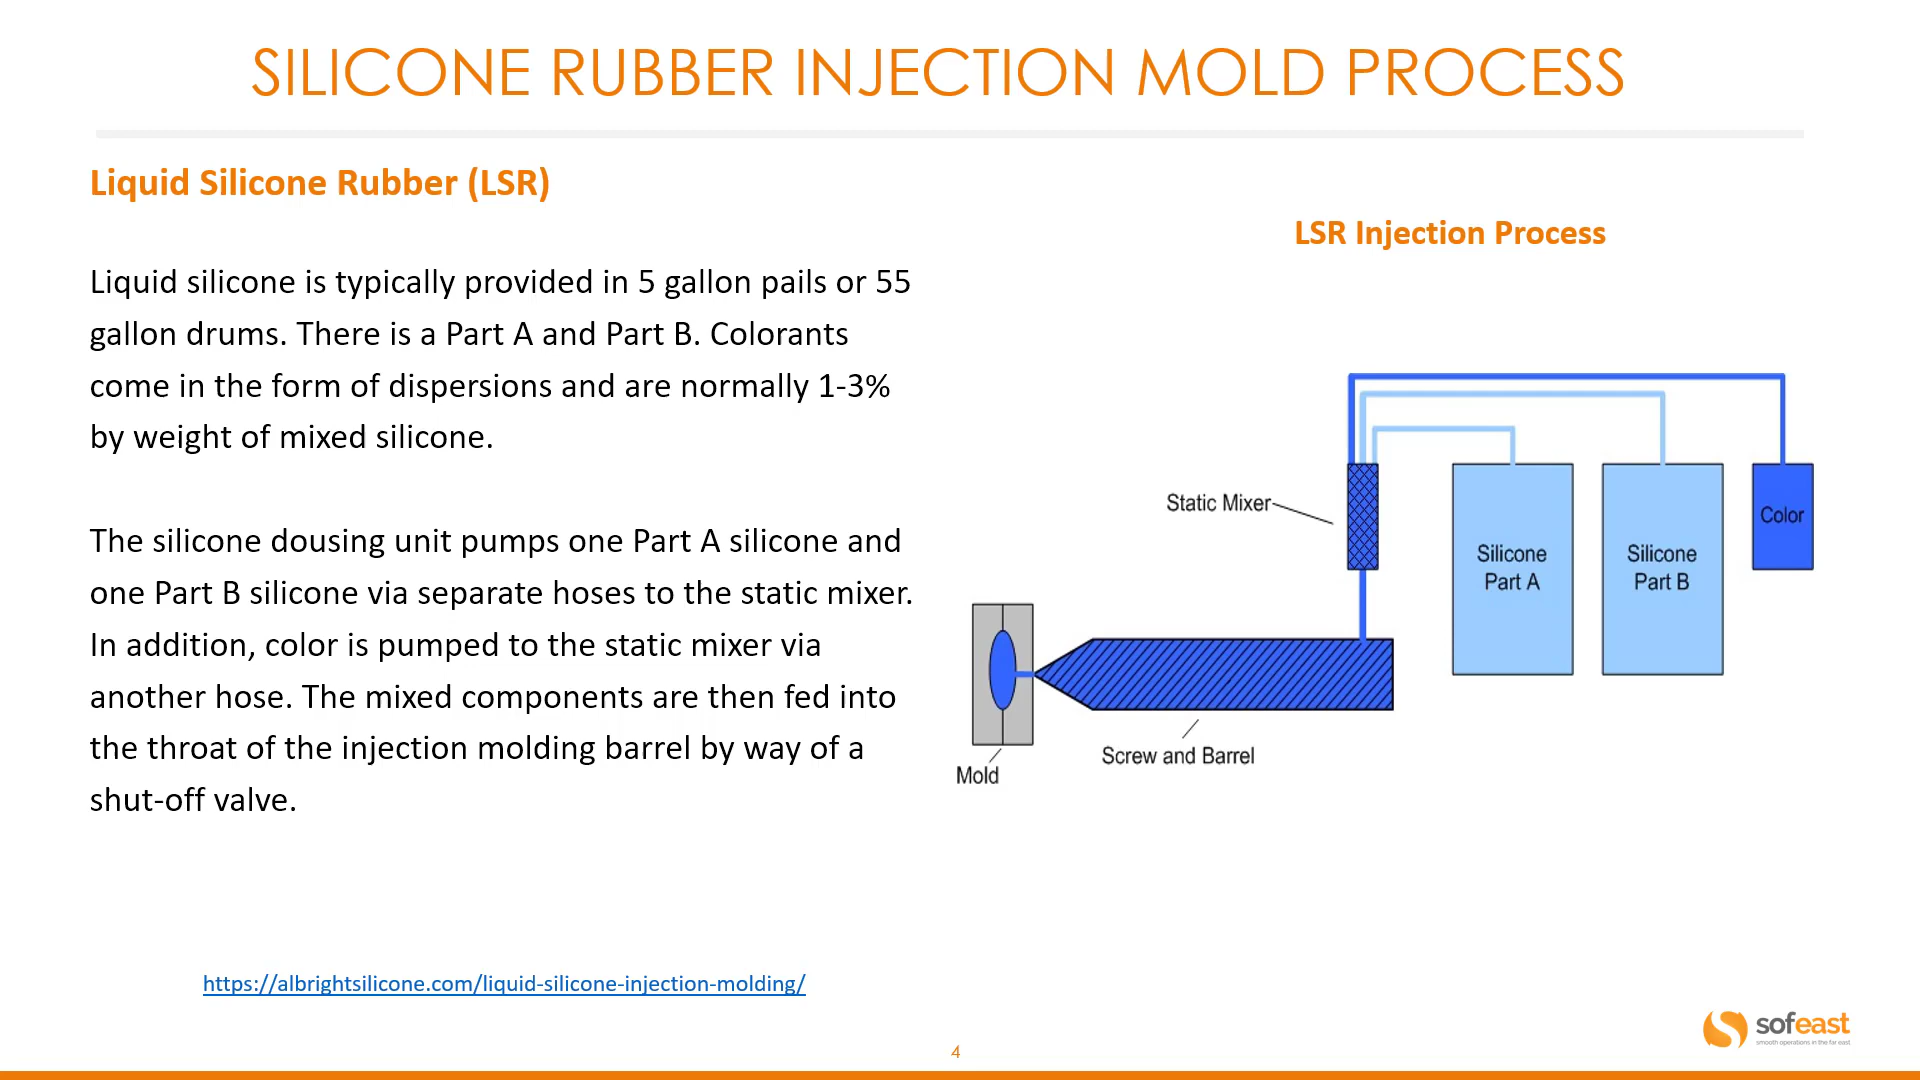 SILICONE RUBBER INJECTION MOLD PROCESS
Liquid Silicone Rubber (LSR)
Liquid silicone is typically provided in 5 gallon pails or 55
gallon drums. There is a Part A and Part B. Colorants
come in the form of dispersions and are normally 1-3%
by weight of mixed silicone.
The silicone dousing unit pumps one Part A silicone and
one Part B silicone via separate hoses to the static mixer.
In addition, color is pumped to the static mixer via
another hose. The mixed components are then fed into
the throat of the injection molding barrel by way of a
shut-off valve.
https://albrightsilicone.com/liquid-silicone-injection-molding/
LSR Injection Process
Static Mixer
Silicone
Part A
Silicone
Part B
Color
Screw and Barrel
Mold
sofeast
smooth operations in the far east
4